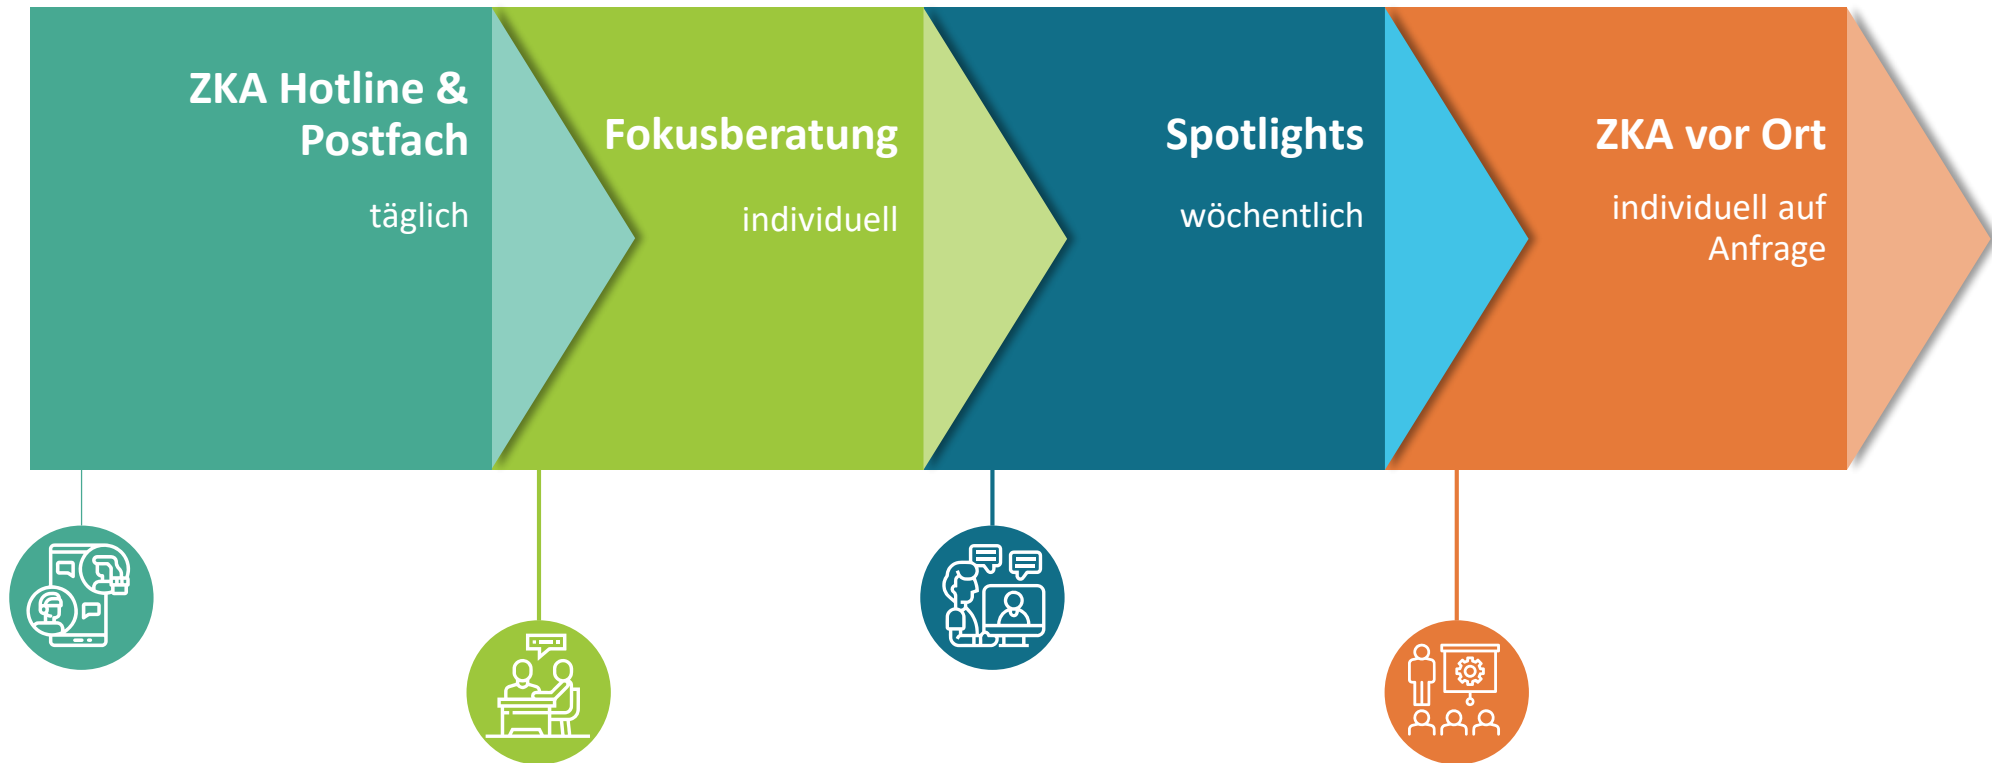 ZKA Hotline &
Postfach
täglich
Fokusberatung
individuell
Spotlights
wöchentlich
ZKA vor Ort
individuell auf
Anfrage